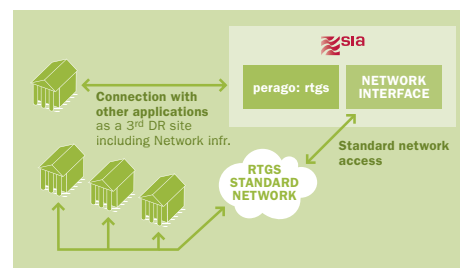 sia
perago: rtgs
NETWORK
INTERFACE
Connection with
other applications
as a 3rd DR site
including Network infr.
Standard network
access
RTGS
STANDARD
NETWORK